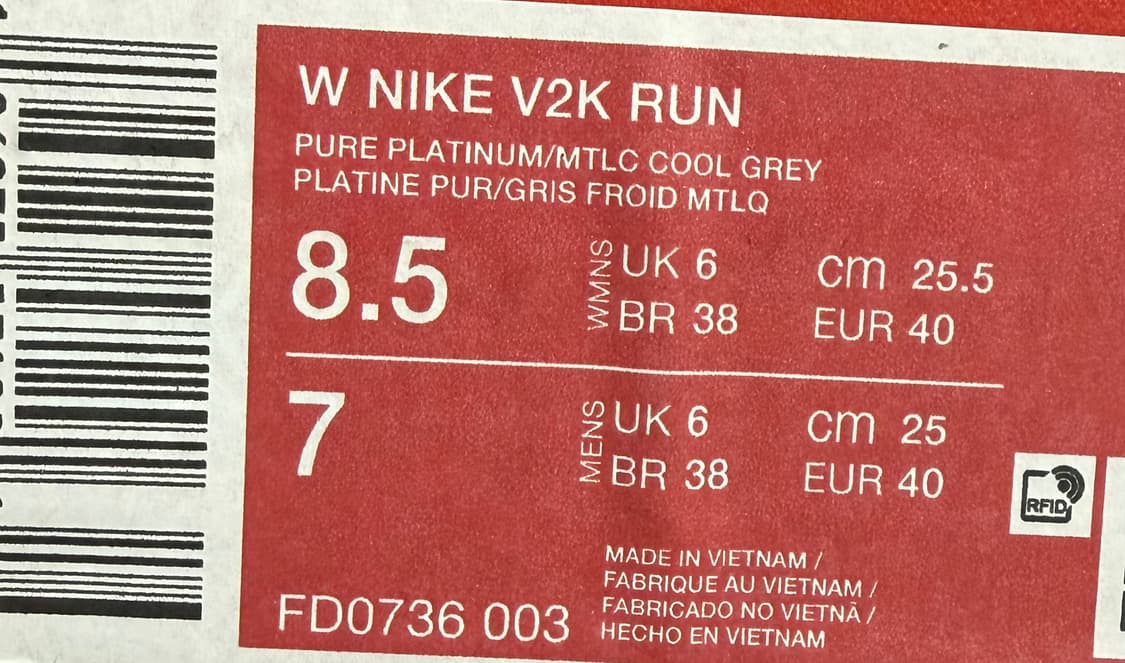 W NIKE V2K RUN
PURE PLATINUM/MTLC COOL GREY
PLATINE PUR/GRIS FROID MTLQ
8.5 WMNS UK 6 cm 25.5
BR 38 EUR 40
7 MENS UK 6 cm 25
BR 38 EUR 40
RFID
MADE IN VIETNAM /
FABRIQUE AU VIETNAM /
FABRICADO NO VIETNÃ /
HECHO EN VIETNAM
FD0736 003